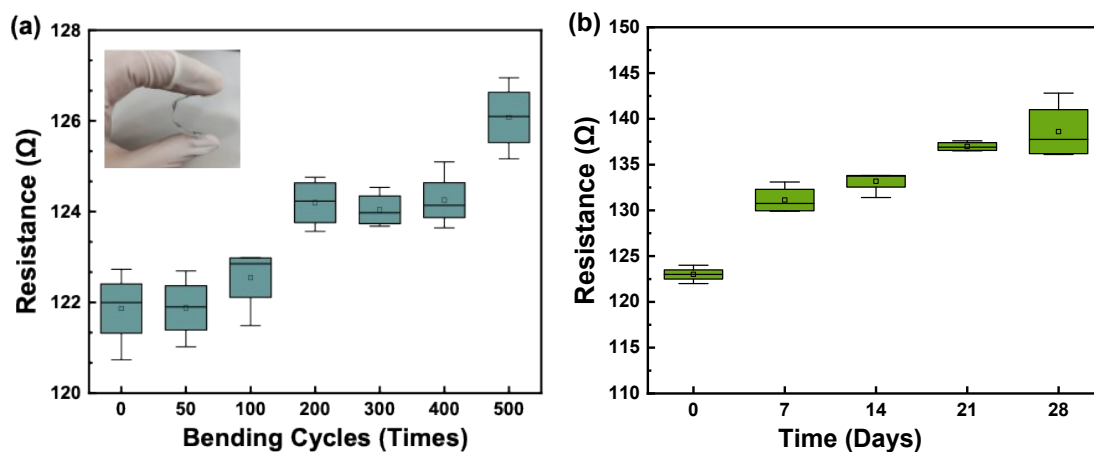 (a)
128
126
124
122
120
Resistance (Ω)
0 50 100 200 300 400 500
Bending Cycles (Times)
(b)
150
145
140
135
130
125
120
115
110
Resistance (Ω)
0 7 14 21 28
Time (Days)